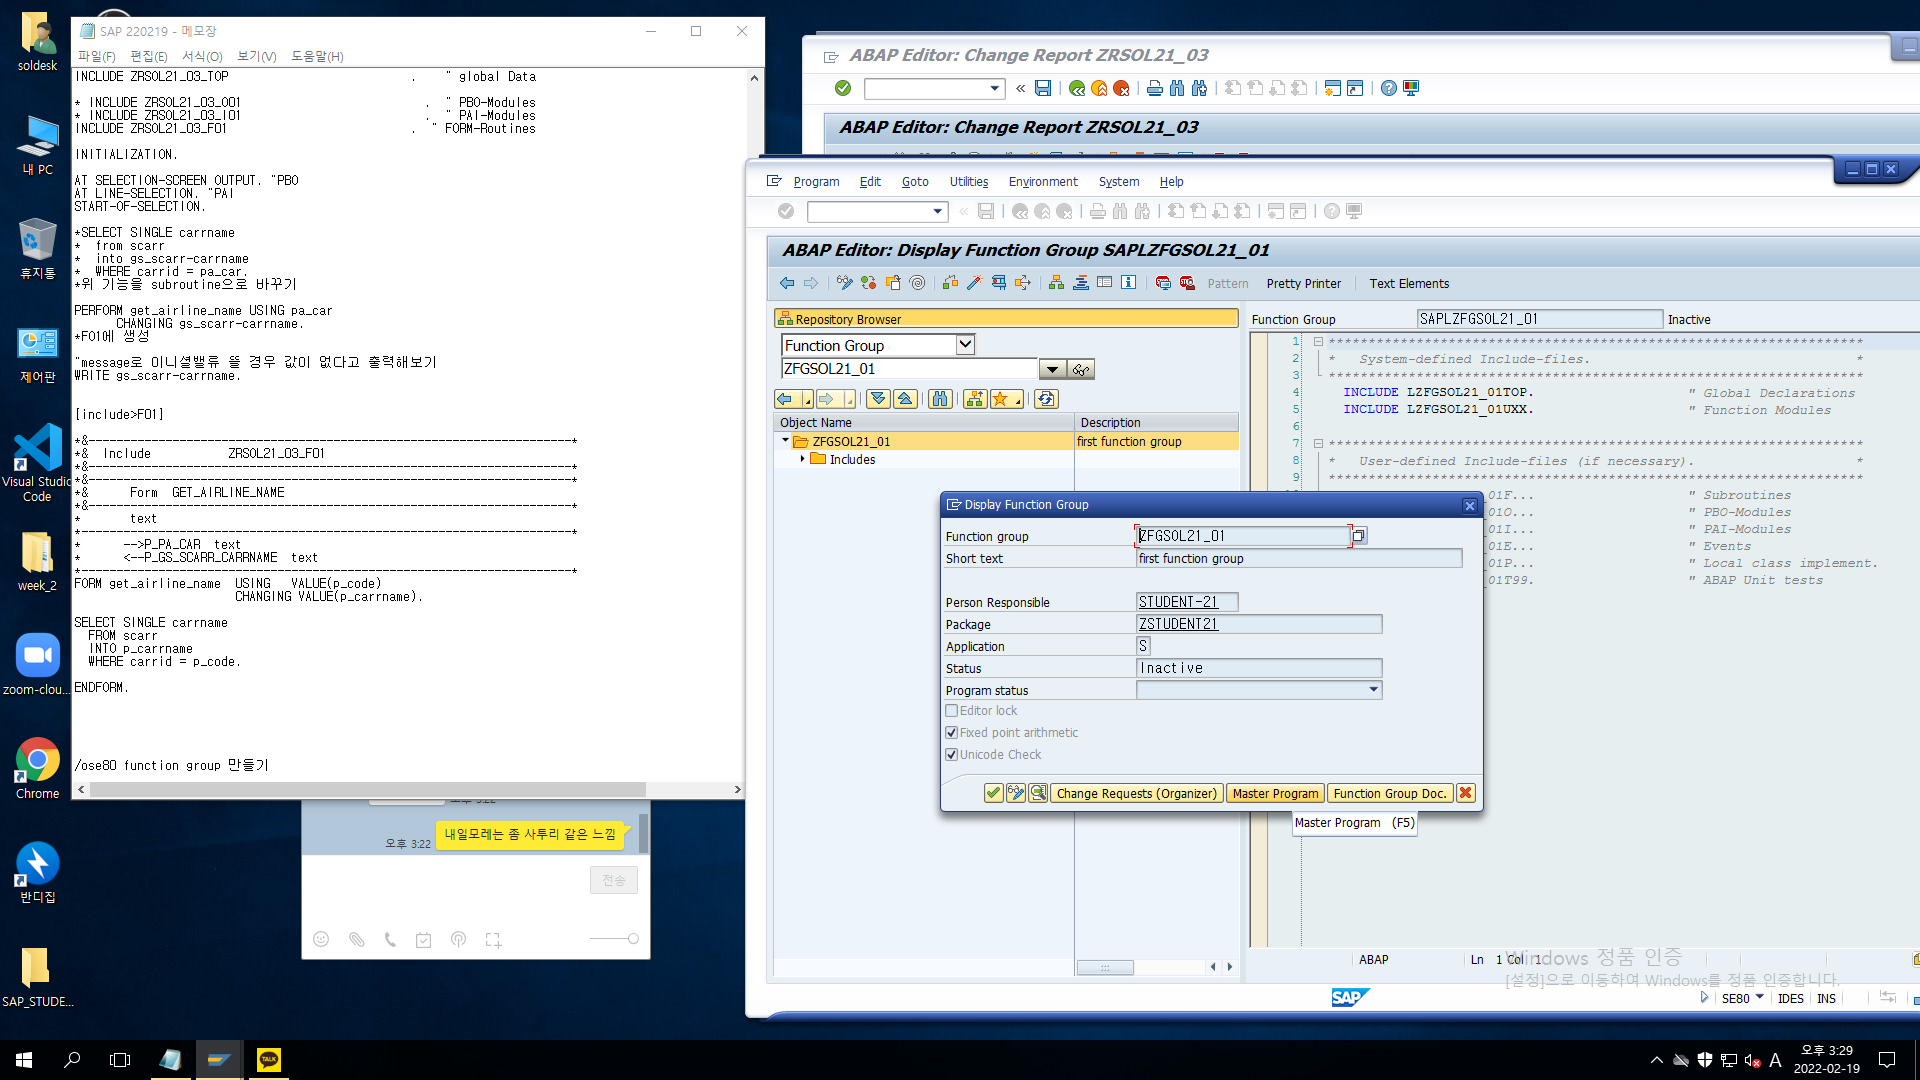 soldesk
내 PC
휴지통
제어판
Visual Studio
Code
week_2
zoom-clou...
Chrome
반디집
SAP_STUDE...
SAP 220219 - 메모장
파일(F) 편집(E) 서식(O) 보기(V) 도움말(H)
INCLUDE ZRSOL21_03_TOP . " global Data
* INCLUDE ZRSOL21_03_O01 . " PBO-Modules
* INCLUDE ZRSOL21_03_I01 . " PAI-Modules
INCLUDE ZRSOL21_03_F01 . " FORM-Routines
INITIALIZATION.
AT SELECTION-SCREEN OUTPUT. "PBO
AT LINE-SELECTION. "PAI
START-OF-SELECTION.
*SELECT SINGLE carrname
* from scarr
* into gs_scarr-carrname
* WHERE carrid = pa_car.
*위 기능을 subroutine으로 바꾸기
PERFORM get_airline_name USING pa_car
CHANGING gs_scarr-carrname.
*F01에 생성
"message로 이니셜밸류 뜰 경우 값이 없다고 출력해보기
WRITE gs_scarr-carrname.
[include>F01]
*&---------------------------------------------------------------------*
*& Include ZRSOL21_03_F01
*&---------------------------------------------------------------------*
*&---------------------------------------------------------------------*
*& Form GET_AIRLINE_NAME
*&---------------------------------------------------------------------*
* text
*----------------------------------------------------------------------*
* -->P_PA_CAR text
* <--P_GS_SCARR_CARRNAME text
*----------------------------------------------------------------------*
FORM get_airline_name USING VALUE(p_code)
CHANGING VALUE(p_carrname).
SELECT SINGLE carrname
FROM scarr
INTO p_carrname
WHERE carrid = p_code.
ENDFORM.
/ose80 function group 만들기
오후 3:22
내일모레는 좀 사투리 같은 느낌
오후 3:22
전송
ABAP Editor: Change Report ZRSOL21_03
ABAP Editor: Change Report ZRSOL21_03
Program Edit Goto Utilities Environment System Help
ABAP Editor: Display Function Group SAPLZFGSOL21_01
Pattern Pretty Printer Text Elements
Repository Browser
Function Group
ZFGSOL21_01
Object Name Description
ZFGSOL21_01 first function group
Includes
Function Group SAPLZFGSOL21_01 Inactive
1 *****************************************************************
2 * System-defined Include-files. *
3 *****************************************************************
4 INCLUDE LZFGSOL21_01TOP. " Global Declarations
5 INCLUDE LZFGSOL21_01UXX. " Function Modules
6
7 *****************************************************************
8 * User-defined Include-files (if necessary). *
9 *****************************************************************
_01F... " Subroutines
_01O... " PBO-Modules
_01I... " PAI-Modules
_01E... " Events
_01P... " Local class implement.
_01T99. " ABAP Unit tests
Display Function Group
Function group ZFGSOL21_01
Short text first function group
Person Responsible STUDENT-21
Package ZSTUDENT21
Application S
Status Inactive
Program status
Editor lock
Fixed point arithmetic
Unicode Check
Change Requests (Organizer) Master Program Function Group Doc.
Master Program (F5)
ABAP Ln 1 Col 1
Windows 정품 인증
[설정]으로 이동하여 Windows를 정품 인증합니다.
SAP
SE80 IDES INS
TALK
A
오후 3:29
2022-02-19